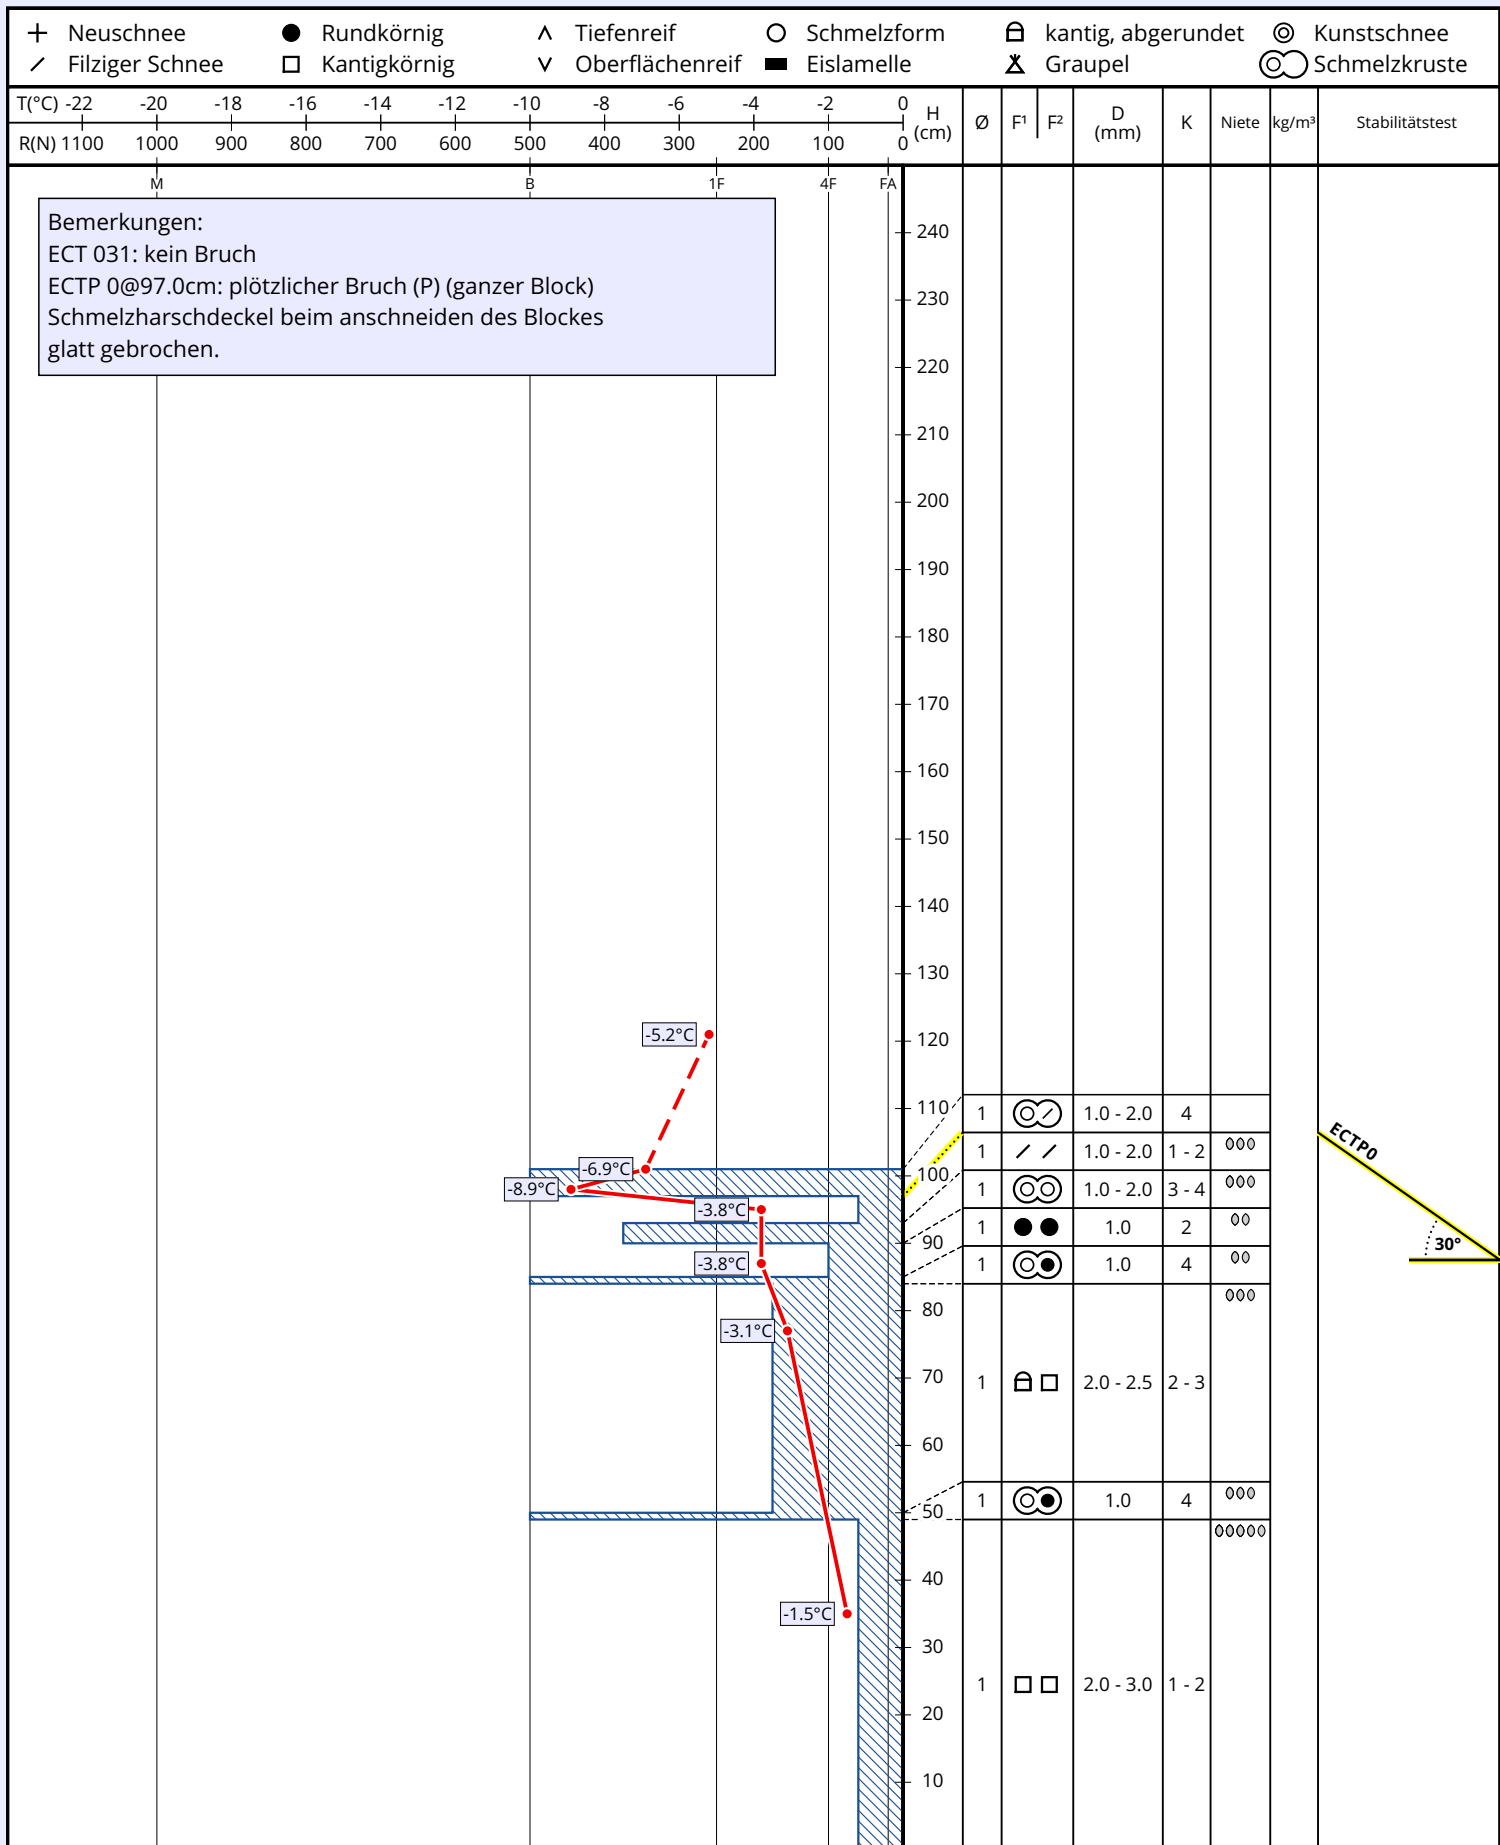 Neuschnee Rundkörnig Tiefenreif Schmelzform kantig, abgerundet Kunstschnee
Filziger Schnee Kantigkörnig Oberflächenreif Eislamelle Graupel Schmelzkruste
T(°C) -22 -20 -18 -16 -14 -12 -10 -8 -6 -4 -2 0
R(N) 1100 1000 900 800 700 600 500 400 300 200 100 0
H (cm) Ø F¹ F² D (mm) K Niete kg/m³ Stabilitätstest
M B 1F 4F FA
Bemerkungen:
ECT 031: kein Bruch
ECTP 0@97.0cm: plötzlicher Bruch (P) (ganzer Block)
Schmelzharschdeckel beim anschneiden des Blockes
glatt gebrochen.
240
230
220
210
200
190
180
170
160
150
140
130
-5.2°C 120
110 1 1.0 - 2.0 4
ECTP0
1 1.0 - 2.0 1 - 2
-6.9°C 100
-8.9°C 1 1.0 - 2.0 3 - 4
-3.8°C
1 1.0 2
90 30°
-3.8°C 1 1.0 4
80
-3.1°C
70 1 2.0 - 2.5 2 - 3
60
50 1 1.0 4
40
-1.5°C
30
1 2.0 - 3.0 1 - 2
20
10